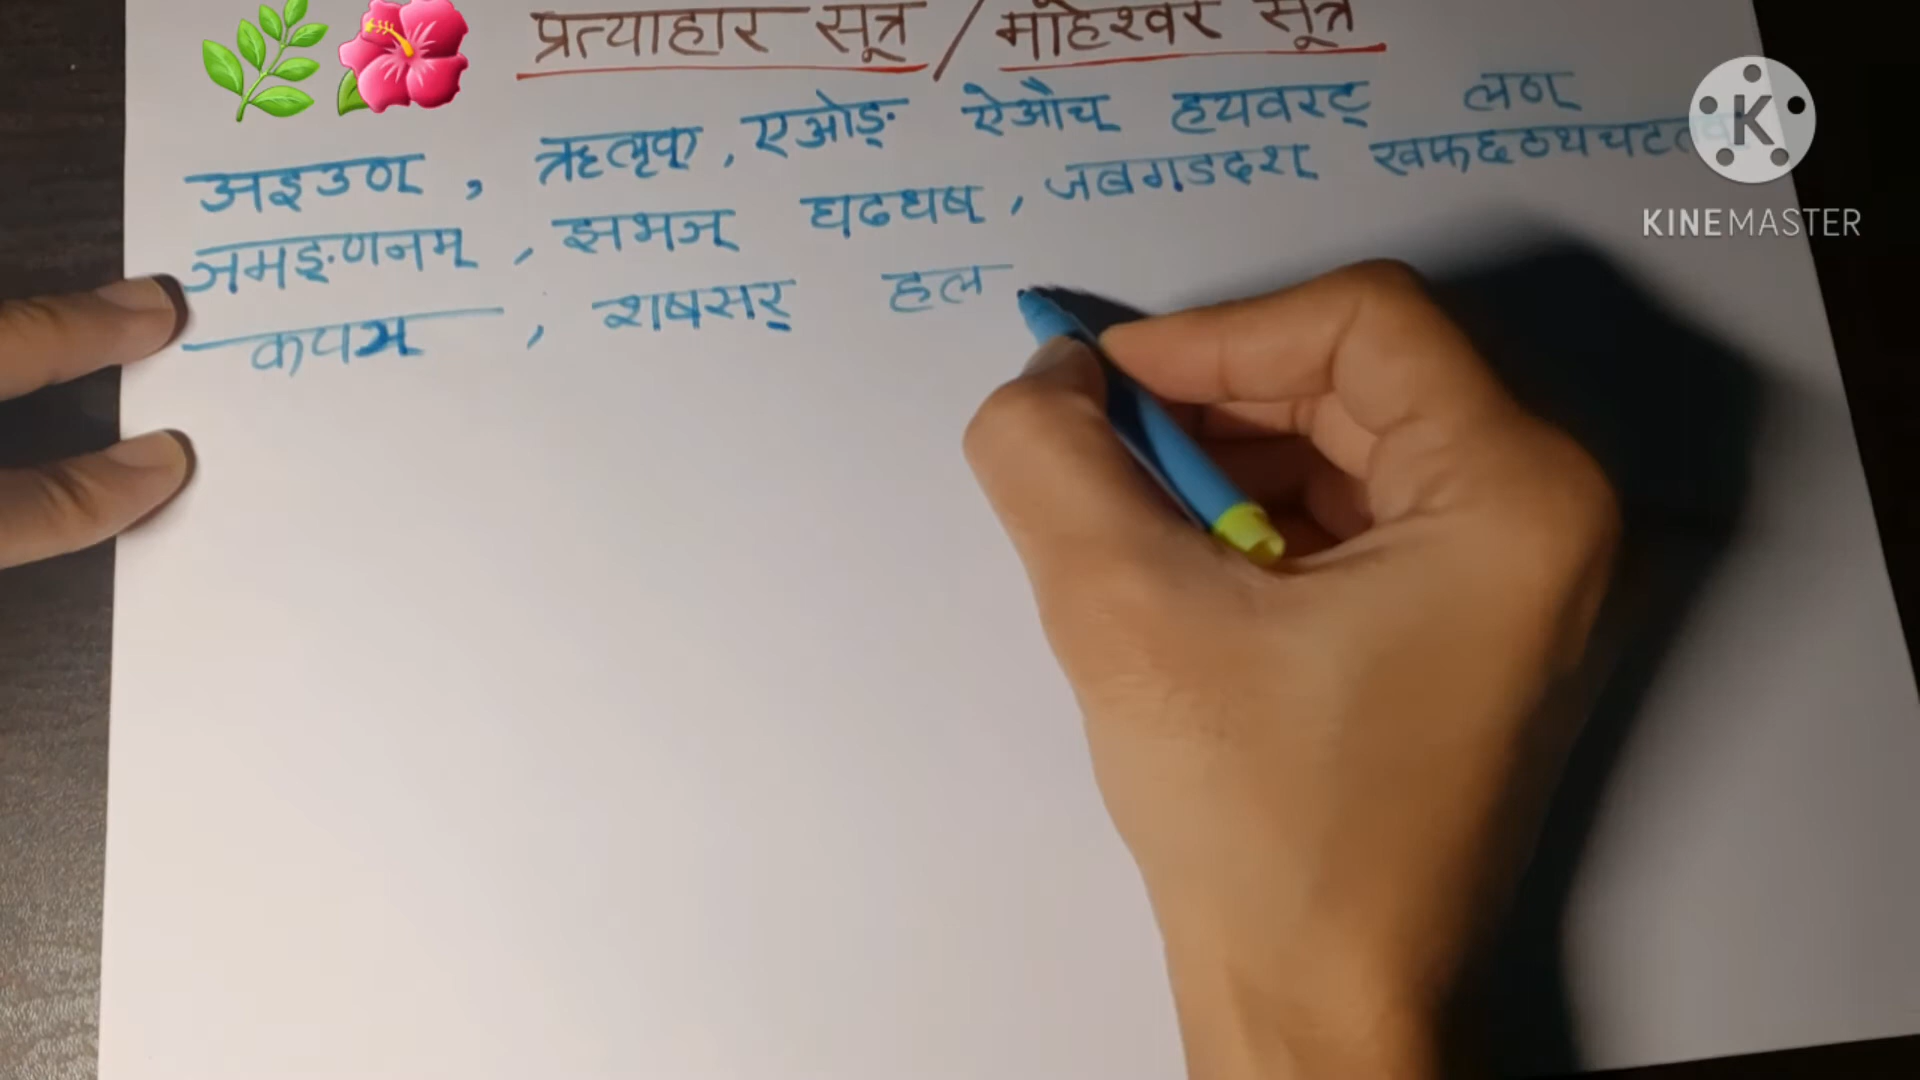 प्रत्याहार सूत्र / माहेश्वर सूत्र
अइउण् , ऋलृक् , एओङ् ऐऔच् हयवरट् लण्
ञमङणनम् , झभञ् घढधष् , जबगडदश् खफछठथचटत
कपय , शषसर् हल
KINEMASTER